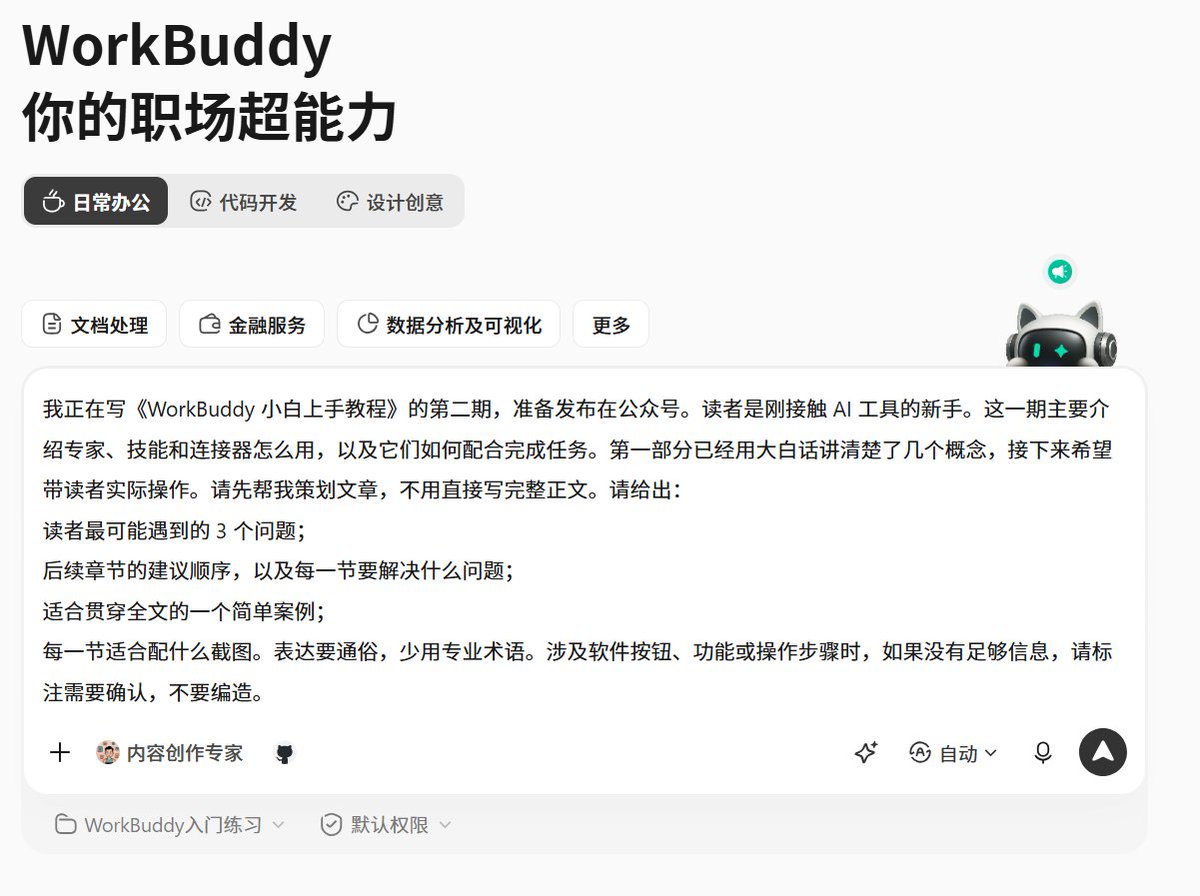 WorkBuddy
你的职场超能力
日常办公
代码开发
设计创意
文档处理
金融服务
数据分析及可视化
更多
我正在写《WorkBuddy 小白上手教程》的第二期，准备发布在公众号。读者是刚接触 AI 工具的新手。这一期主要介
绍专家、技能和连接器怎么用，以及它们如何配合完成任务。第一部分已经用大白话讲清楚了几个概念，接下来希望
带读者实际操作。请先帮我策划文章，不用直接写完整正文。请给出：
读者最可能遇到的 3 个问题；
后续章节的建议顺序，以及每一节要解决什么问题；
适合贯穿全文的一个简单案例；
每一节适合配什么截图。表达要通俗，少用专业术语。涉及软件按钮、功能或操作步骤时，如果没有足够信息，请标
注需要确认，不要编造。
内容创作专家
自动
WorkBuddy入门练习
默认权限